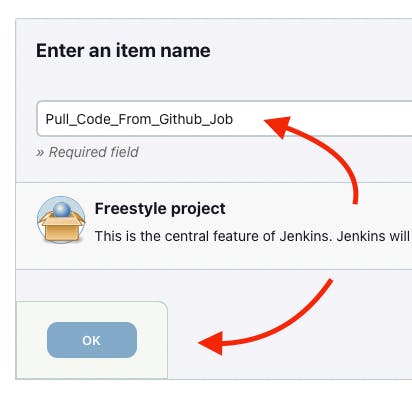 Enter an item name
Pull_Code_From_Github_Job
» Required field
Freestyle project
This is the central feature of Jenkins. Jenkins will
OK